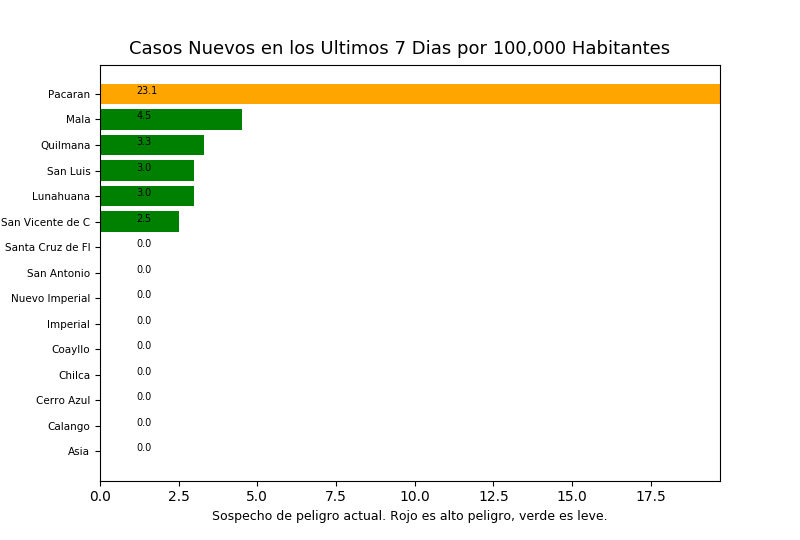 Casos Nuevos en los Ultimos 7 Dias por 100,000 Habitantes
Pacaran 23.1
Mala 4.5
Quilmana 3.3
San Luis 3.0
Lunahuana 3.0
San Vicente de C 2.5
Santa Cruz de Fl 0.0
San Antonio 0.0
Nuevo Imperial 0.0
Imperial 0.0
Coayllo 0.0
Chilca 0.0
Cerro Azul 0.0
Calango 0.0
Asia 0.0
0.0 2.5 5.0 7.5 10.0 12.5 15.0 17.5
Sospecho de peligro actual. Rojo es alto peligro, verde es leve.